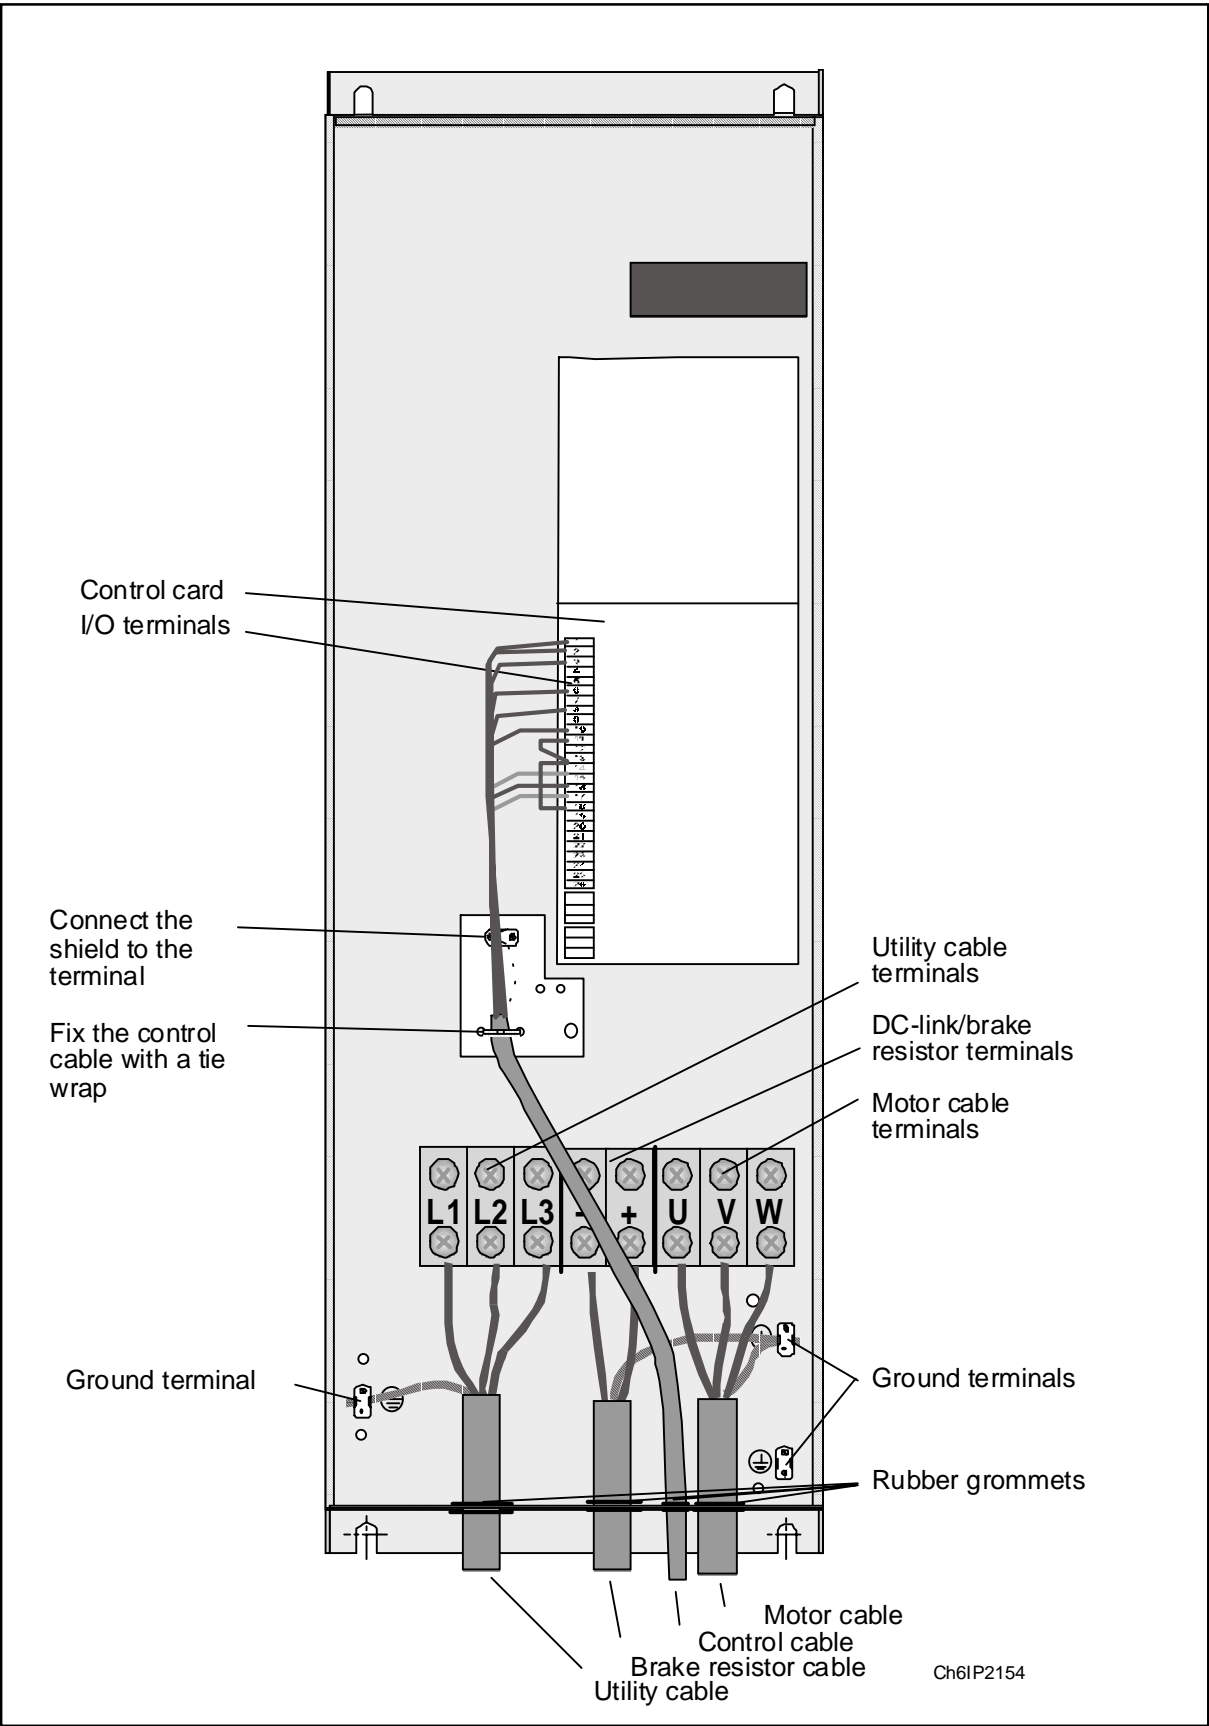 Control card
I/O terminals
Connect the
shield to the
terminal
Fix the control
cable with a tie
wrap
Utility cable
terminals
DC-link/brake
resistor terminals
Motor cable
terminals
L1 L2 L3 - + U V W
Ground terminal
Ground terminals
Rubber grommets
Motor cable
Control cable
Brake resistor cable
Utility cable
Ch6IP2154